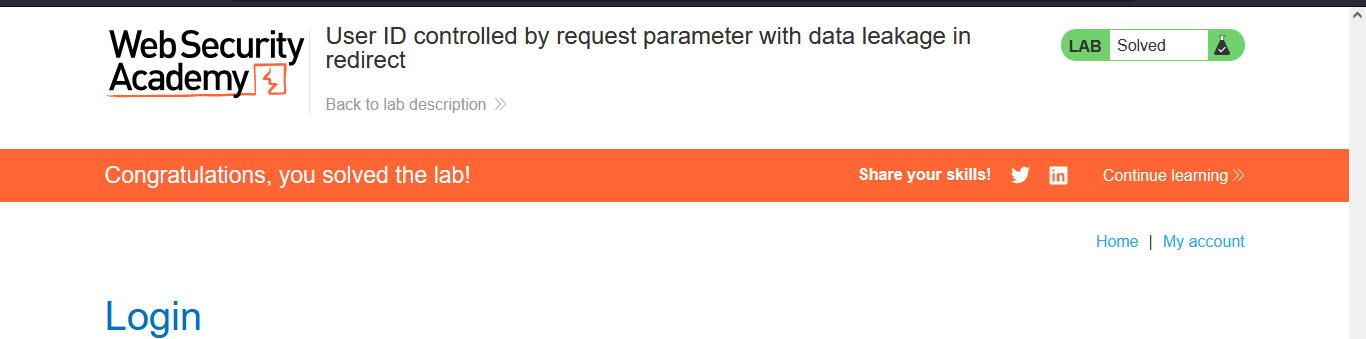 Web Security
Academy
User ID controlled by request parameter with data leakage in
redirect
Back to lab description
LAB Solved
Congratulations, you solved the lab!
Share your skills!
Continue learning
Home | My account
Login